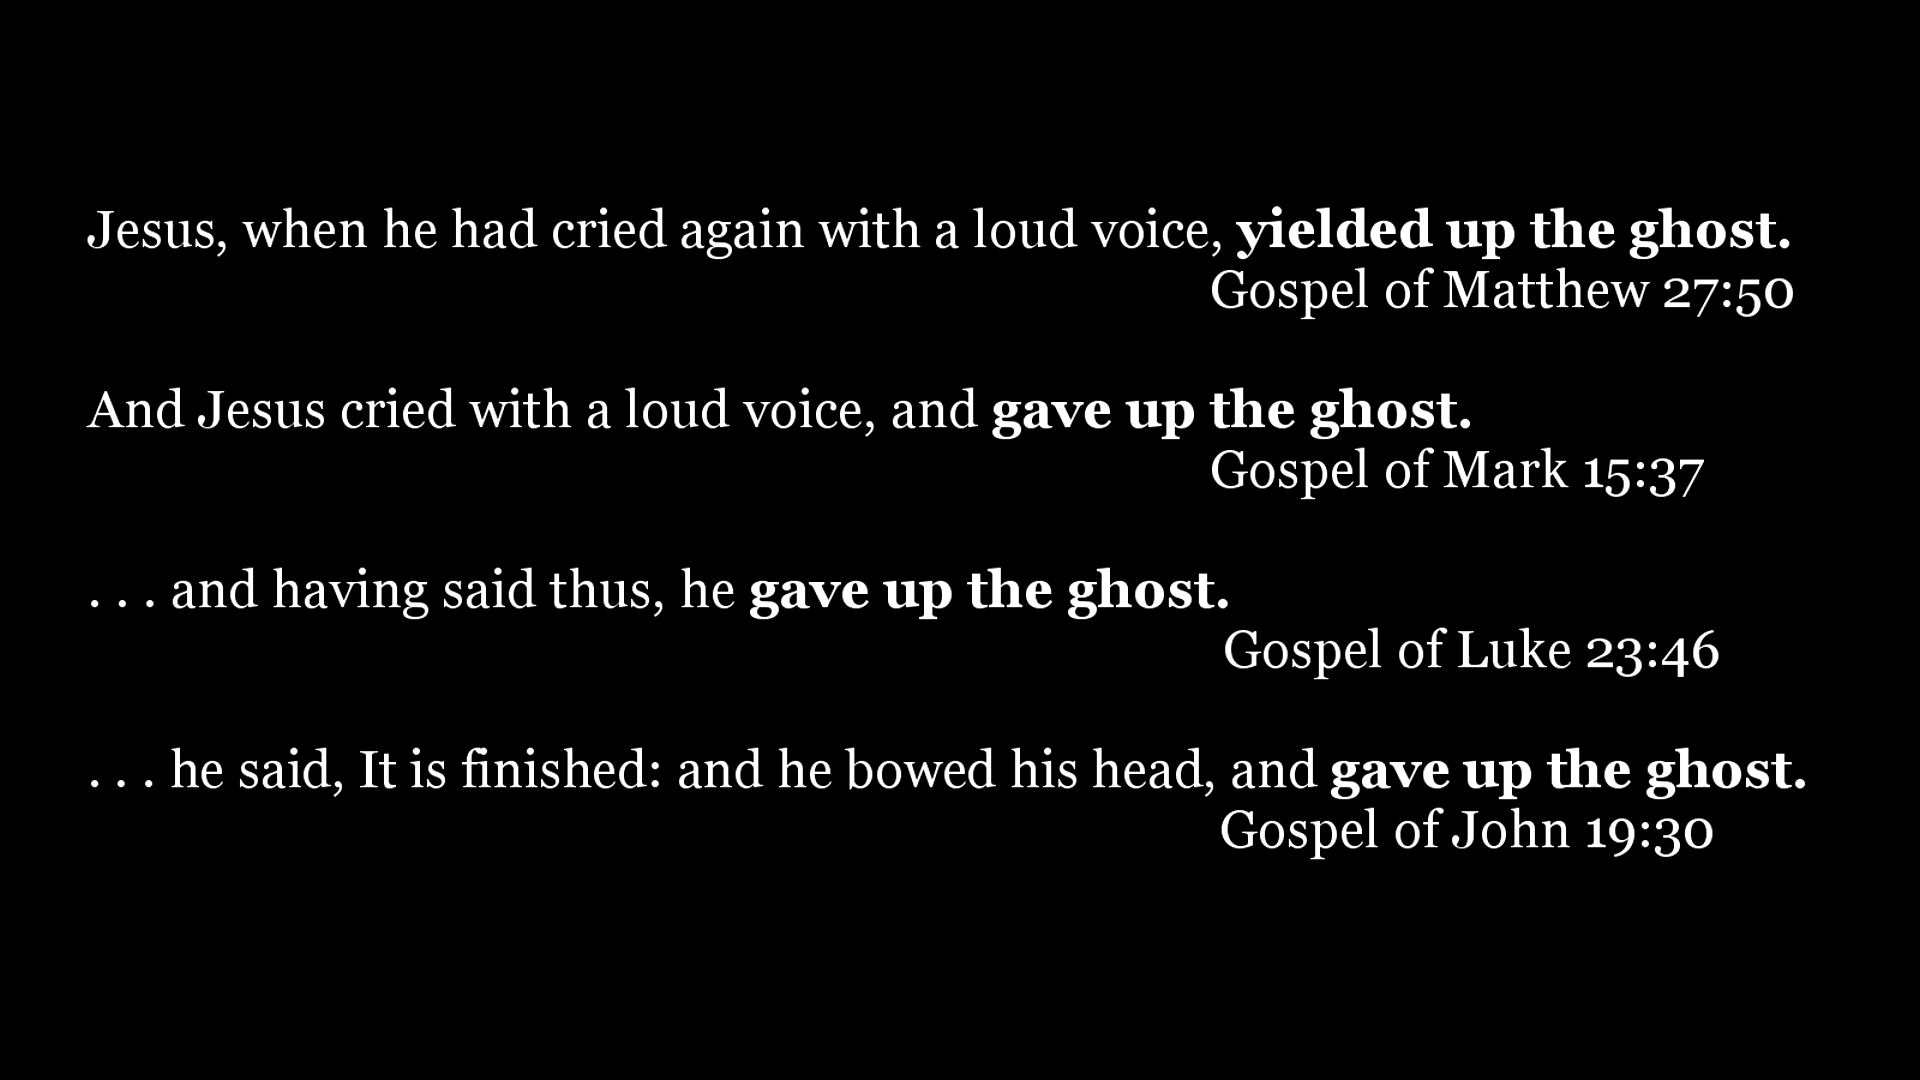 Jesus, when he had cried again with a loud voice, yielded up the ghost.
Gospel of Matthew 27:50
And Jesus cried with a loud voice, and gave up the ghost.
Gospel of Mark 15:37
. . . and having said thus, he gave up the ghost.
Gospel of Luke 23:46
. . . he said, It is finished: and he bowed his head, and gave up the ghost.
Gospel of John 19:30